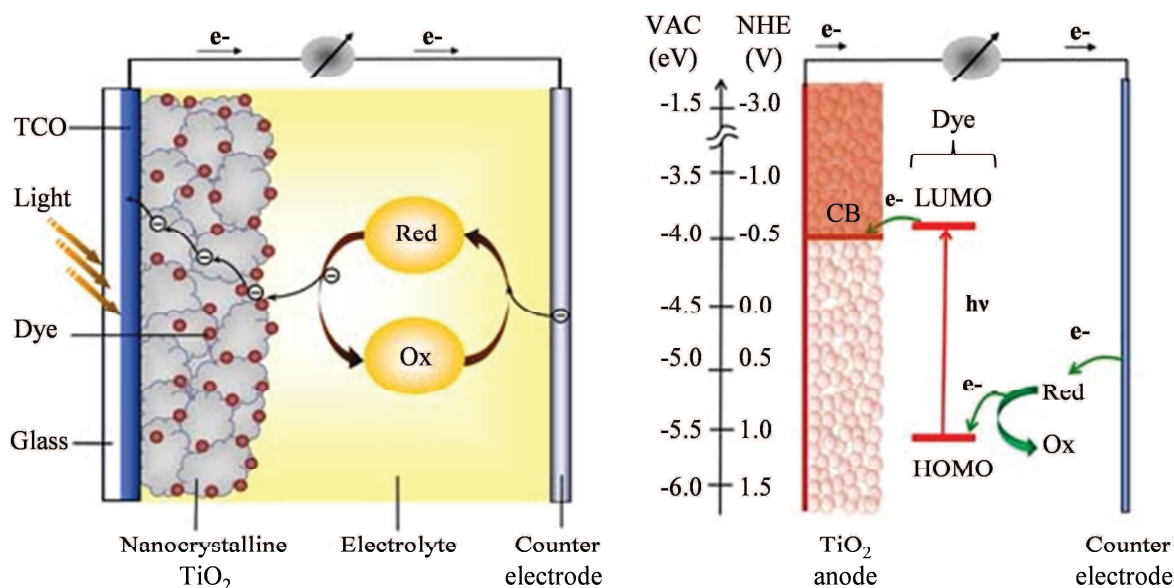 e-
e-
TCO
Light
Dye
Glass
Red
Ox
Nanocrystalline
TiO₂
Electrolyte
Counter
electrode
VAC
(eV)
NHE
(V)
-1.5
-3.0
-3.5
-1.0
-4.0
-0.5
-4.5
0.0
-5.0
0.5
-5.5
1.0
-6.0
1.5
e-
e-
Dye
LUMO
e-
CB
hν
e-
e-
Red
Ox
HOMO
TiO₂
anode
Counter
electrode